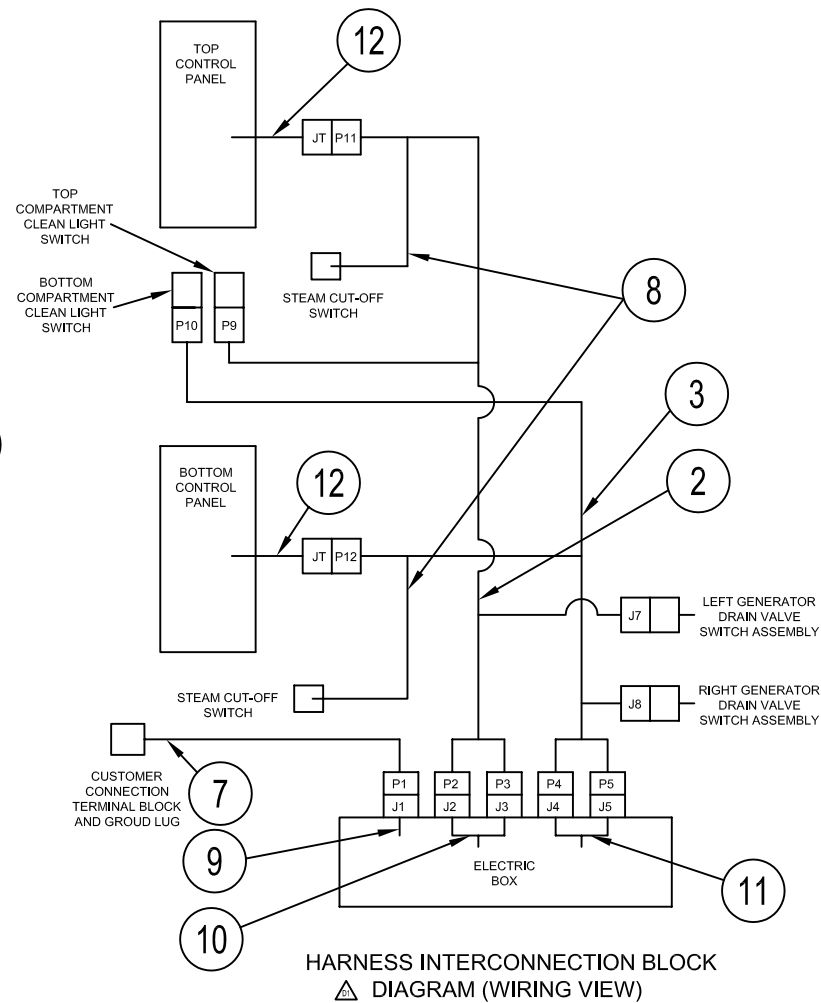 TOP
CONTROL
PANEL
12
JT
P11
TOP
COMPARTMENT
CLEAN LIGHT
SWITCH
BOTTOM
COMPARTMENT
CLEAN LIGHT
SWITCH
P10
P9
STEAM CUT-OFF
SWITCH
8
3
2
BOTTOM
CONTROL
PANEL
12
JT
P12
J7
LEFT GENERATOR
DRAIN VALVE
SWITCH ASSEMBLY
J8
RIGHT GENERATOR
DRAIN VALVE
SWITCH ASSEMBLY
STEAM CUT-OFF
SWITCH
CUSTOMER
CONNECTION
TERMINAL BLOCK
AND GROUD LUG
7
P1
P2
P3
P4
P5
J1
J2
J3
J4
J5
9
10
ELECTRIC
BOX
11
HARNESS INTERCONNECTION BLOCK
D1 DIAGRAM (WIRING VIEW)